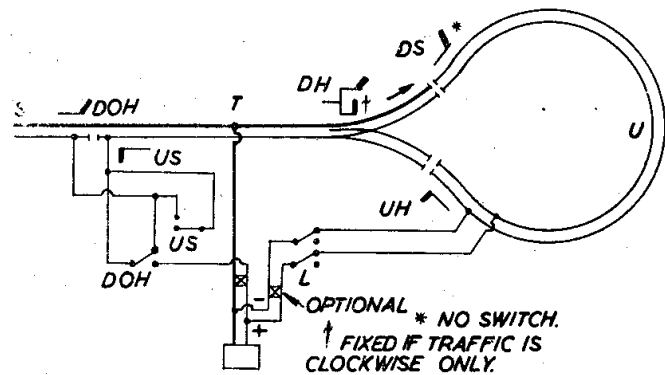 S
DOH
T
DH †
DS *
U
US
UH
US
DOH
L
−
+
OPTIONAL
* NO SWITCH.
† FIXED IF TRAFFIC IS
CLOCKWISE ONLY.